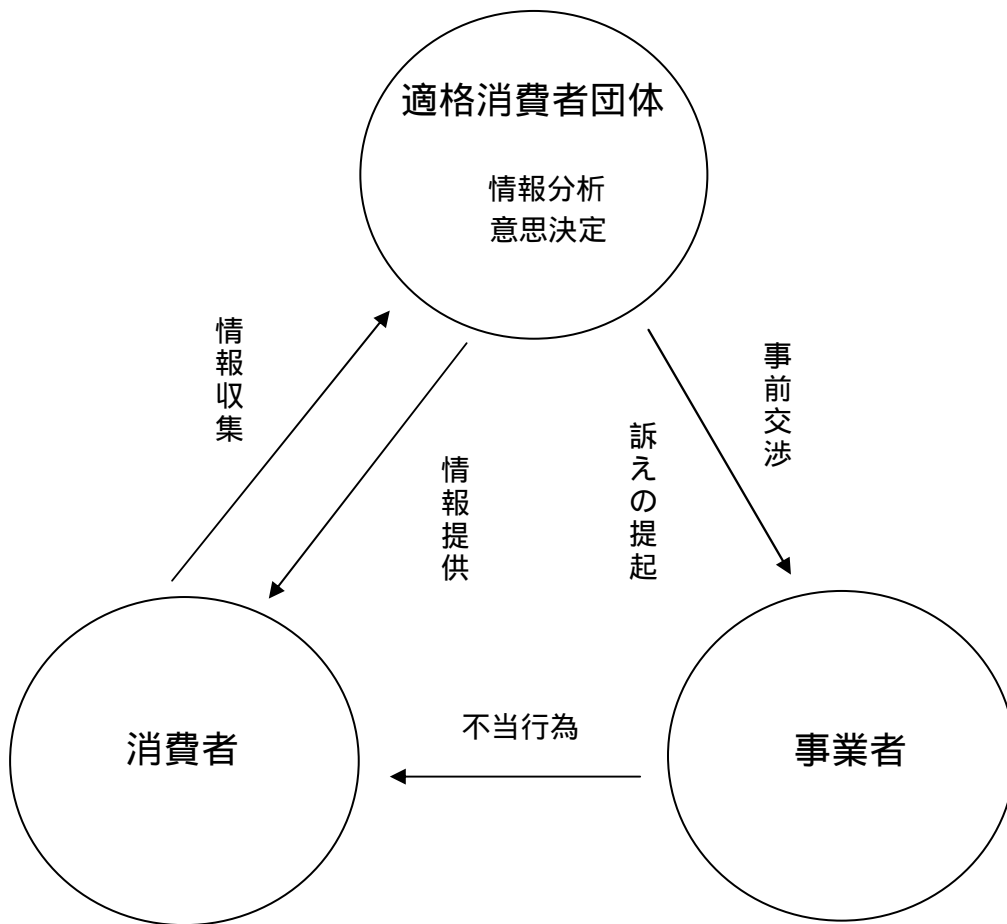 適格消費者団体
情報分析
意思決定
情報収集
情報提供
訴えの提起
事前交渉
消費者
不当行為
事業者